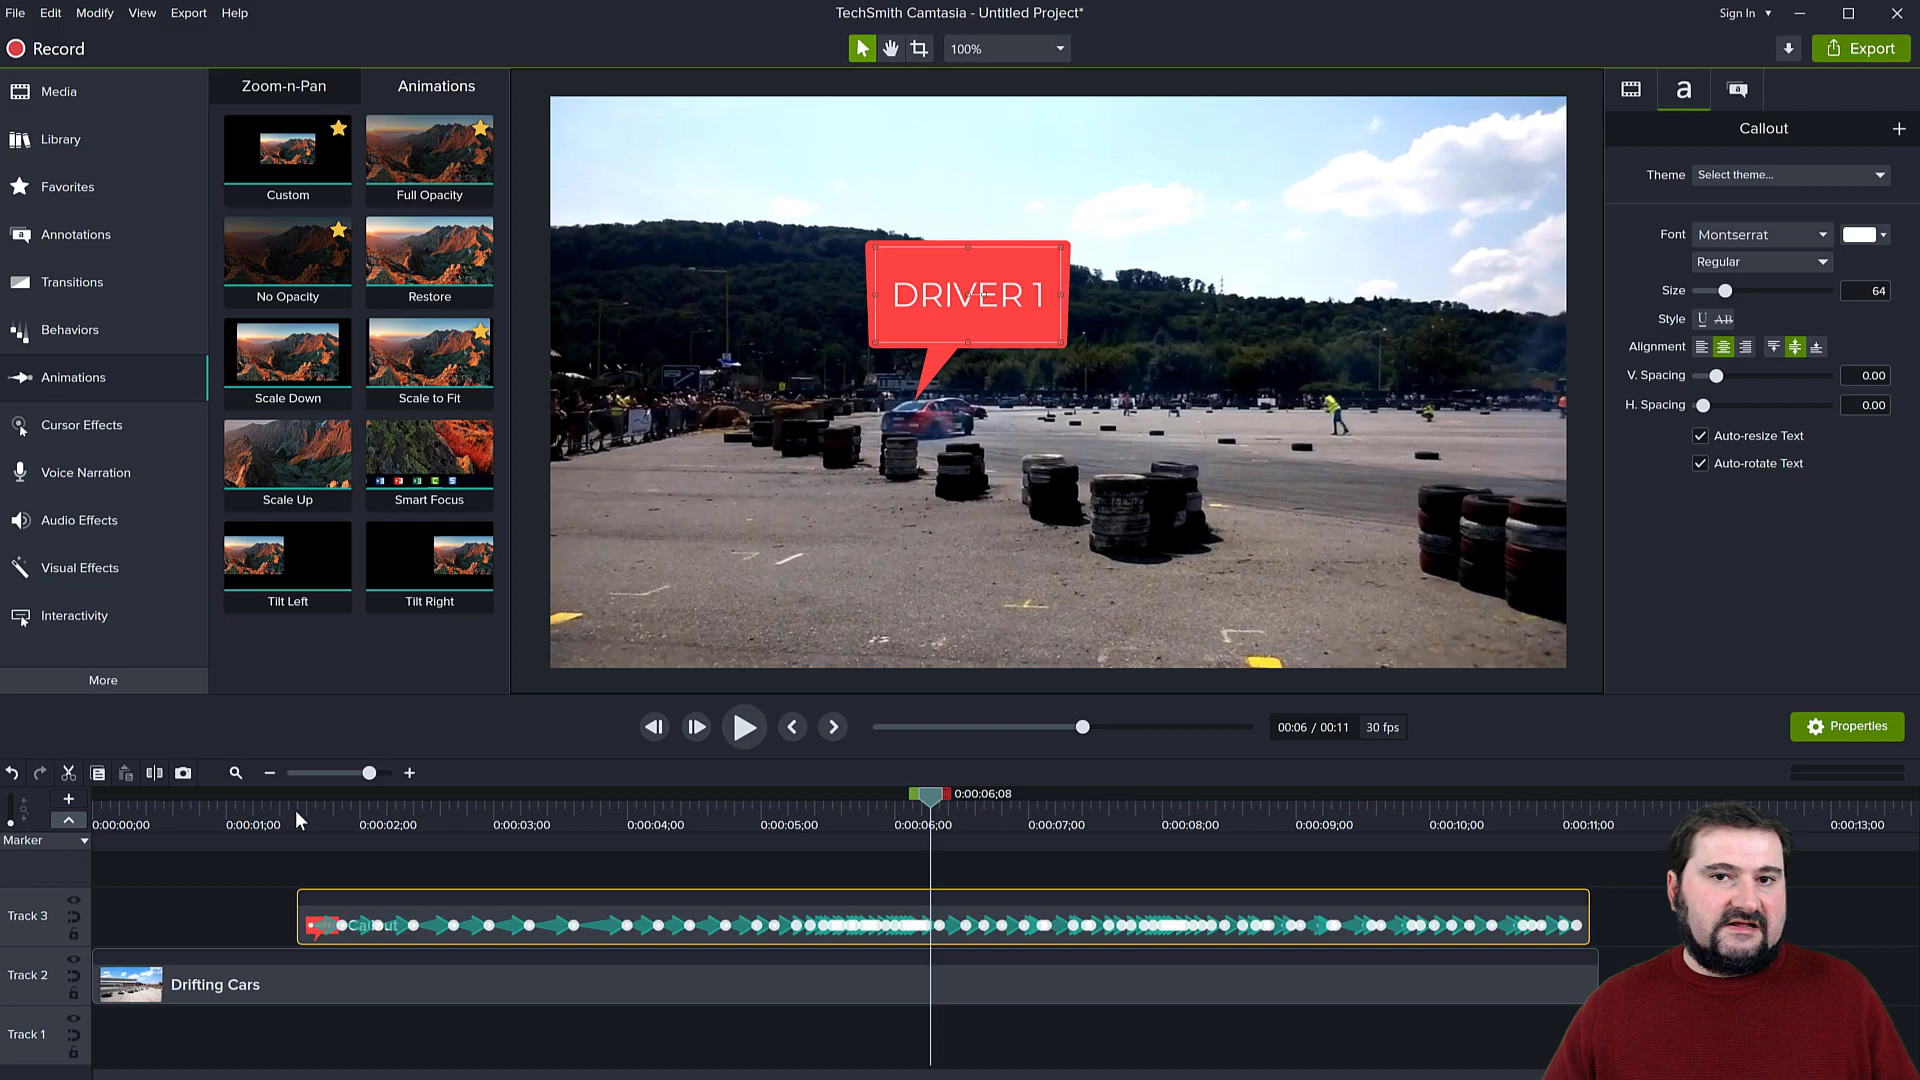 File Edit Modify View Export Help
TechSmith Camtasia - Untitled Project*
Sign In
Record
100%
Export
Media
Library
Favorites
a Annotations
Transitions
Behaviors
Animations
Cursor Effects
Voice Narration
Audio Effects
Visual Effects
Interactivity
More
Zoom-n-Pan Animations
Custom Full Opacity
No Opacity Restore
Scale Down Scale to Fit
Scale Up Smart Focus
Tilt Left Tilt Right
DRIVER 1
a a
Callout
Theme Select theme...
Font Montserrat
Regular
Size 64
Style U AB
Alignment
V. Spacing 0.00
H. Spacing 0.00
Auto-resize Text
Auto-rotate Text
00:06 / 00:11 30 fps
Properties
0:00:06;08
0:00:00;00 0:00:01;00 0:00:02;00 0:00:03;00 0:00:04;00 0:00:05;00 0:00:06;00 0:00:07;00 0:00:08;00 0:00:09;00 0:00:10;00 0:00:11;00 0:00:13;00
Marker
Track 3 Callout
Track 2 Drifting Cars
Track 1